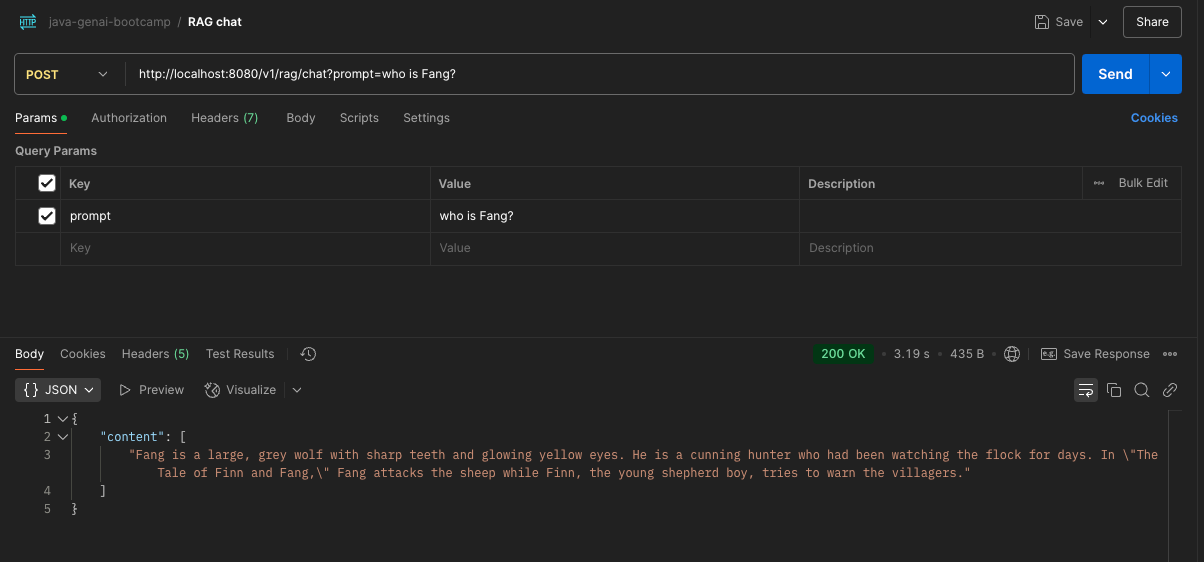 HTTP java-genai-bootcamp / RAG chat Save Share
POST http://localhost:8080/v1/rag/chat?prompt=who is Fang? Send
Params Authorization Headers (7) Body Scripts Settings Cookies
Query Params
Key Value Description Bulk Edit
prompt who is Fang?
Key Value Description
Body Cookies Headers (5) Test Results 200 OK • 3.19 s • 435 B • e.g. Save Response
{} JSON Preview Visualize
1 {
2 "content": [
3 "Fang is a large, grey wolf with sharp teeth and glowing yellow eyes. He is a cunning hunter who had been watching the flock for days. In \"The
Tale of Finn and Fang,\" Fang attacks the sheep while Finn, the young shepherd boy, tries to warn the villagers."
4 ]
5 }